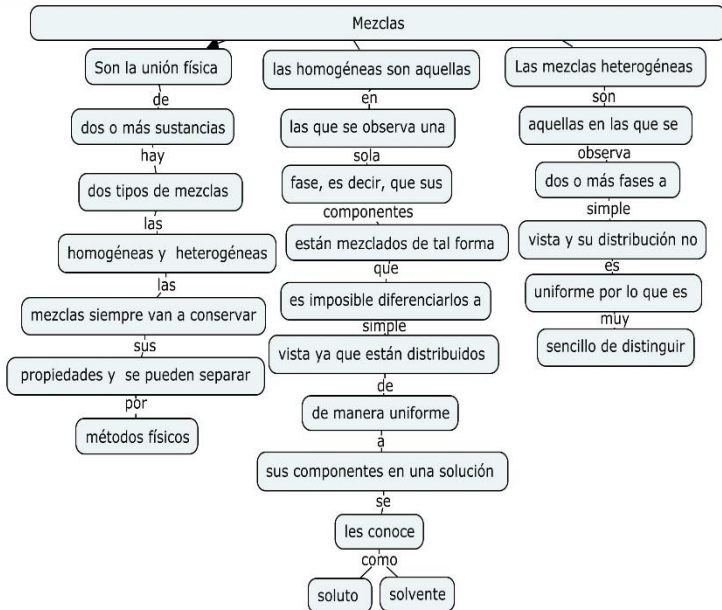 Mezclas
Son la unión física
de
dos o más sustancias
hay
dos tipos de mezclas
las
homogéneas y heterogéneas
las
mezclas siempre van a conservar
sus
propiedades y se pueden separar
por
métodos físicos
las homogéneas son aquellas
en
las que se observa una
sola
fase, es decir, que sus
componentes
están mezclados de tal forma
que
es imposible diferenciarlos a
simple
vista ya que están distribuidos
de
de manera uniforme
a
sus componentes en una solución
se
les conoce
como
soluto
solvente
Las mezclas heterogéneas
son
aquellas en las que se
observa
dos o más fases a
simple
vista y su distribución no
es
uniforme por lo que es
muy
sencillo de distinguir